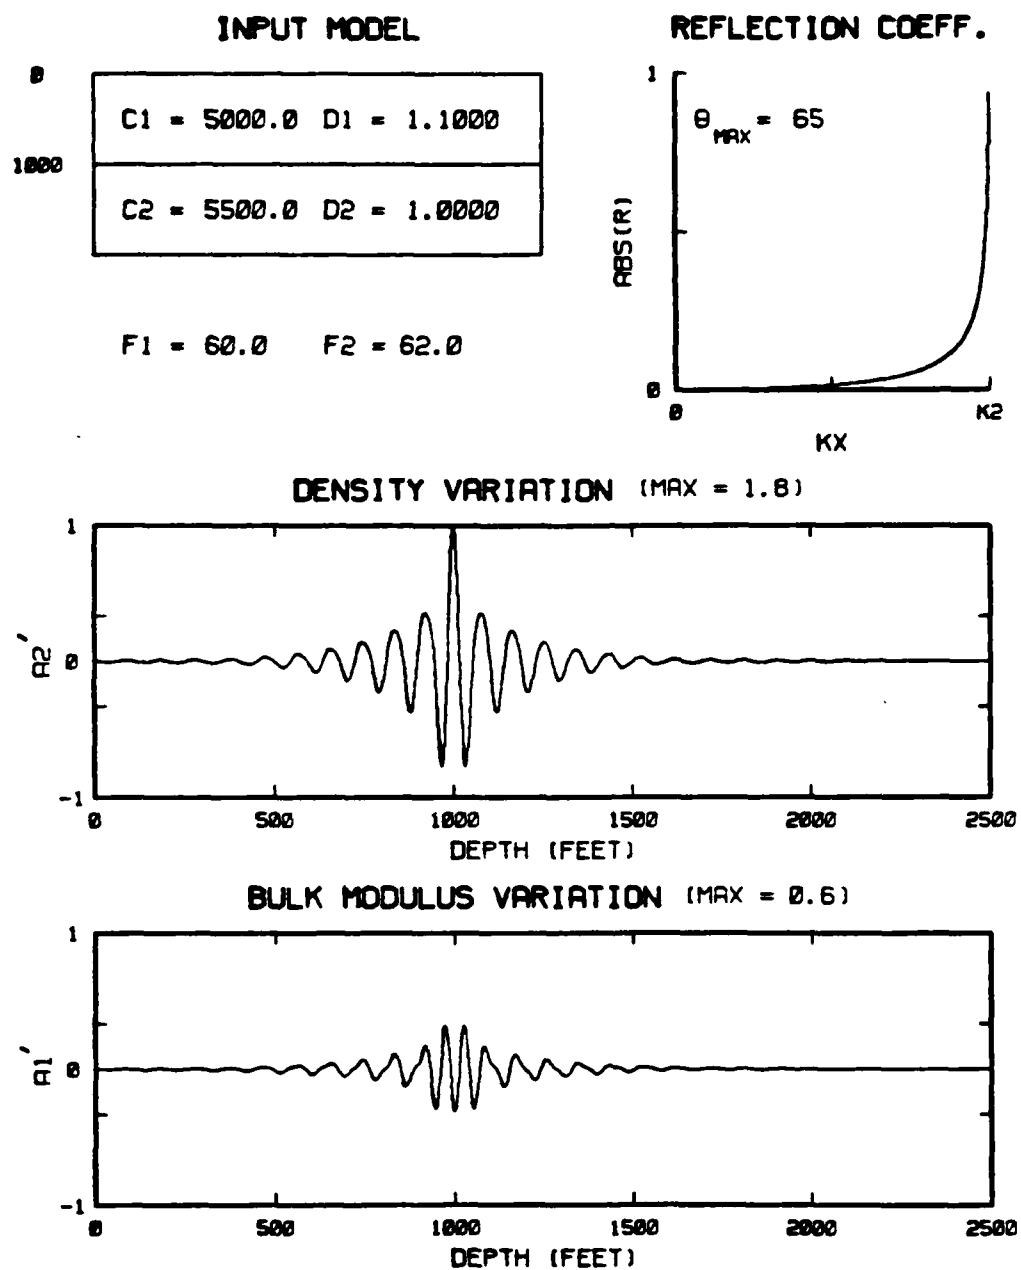 INPUT MODEL
0
C1 = 5000.0 D1 = 1.1000
1000
C2 = 5500.0 D2 = 1.0000
F1 = 60.0 F2 = 62.0
REFLECTION COEFF.
1
θMAX = 65
ABS(R)
0
0 K2
KX
DENSITY VARIATION (MAX = 1.8)
1
A2′
0
-1
0 500 1000 1500 2000 2500
DEPTH (FEET)
BULK MODULUS VARIATION (MAX = 0.6)
1
A1′
0
-1
0 500 1000 1500 2000 2500
DEPTH (FEET)